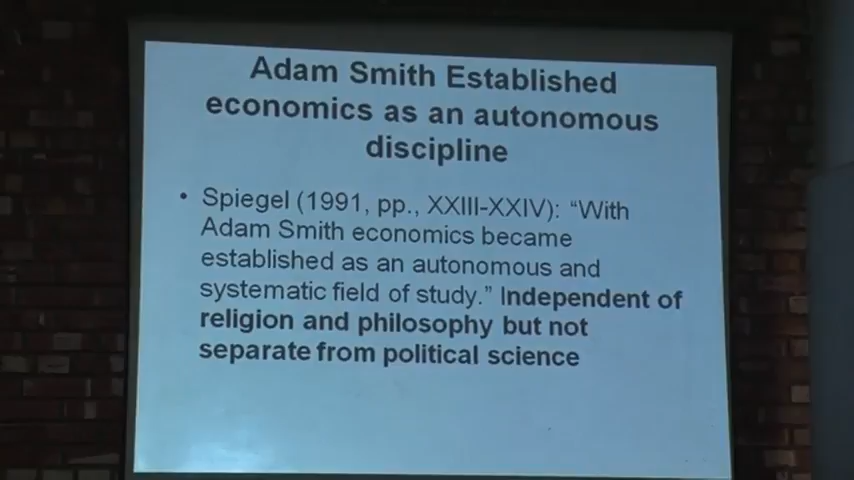 Adam Smith Established
economics as an autonomous
discipline
• Spiegel (1991, pp., XXIII-XXIV): “With
Adam Smith economics became
established as an autonomous and
systematic field of study.” Independent of
religion and philosophy but not
separate from political science